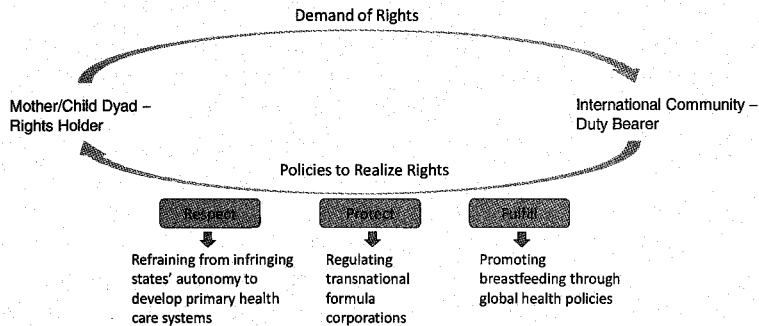 Demand of Rights
Mother/Child Dyad –
Rights Holder
International Community –
Duty Bearer
Policies to Realize Rights
Respect
Protect
Fulfill
Refraining from infringing
states' autonomy to
develop primary health
care systems
Regulating
transnational
formula
corporations
Promoting
breastfeeding through
global health policies